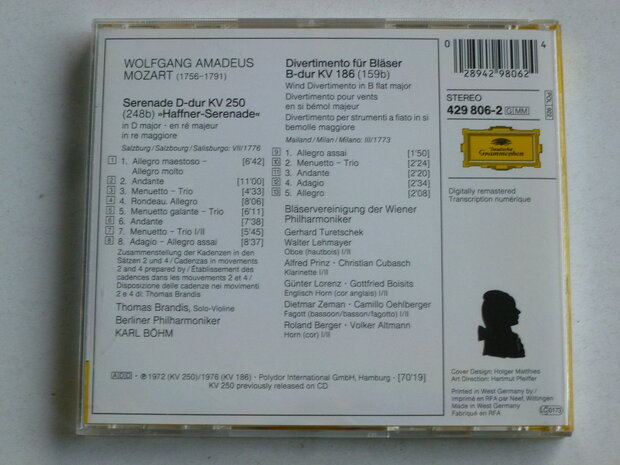 WOLFGANG AMADEUS
MOZART (1756–1791)
Serenade D-dur KV 250
(248b) »Haffner-Serenade«
in D major · en ré majeur
in re maggiore
Salzburg / Salzbourg / Salisburgo: VII/1776
1 1. Allegro maestoso – [6'42]
Allegro molto
2 2. Andante [11'00]
3 3. Menuetto – Trio [4'33]
4 4. Rondeau. Allegro [8'06]
5 5. Menuetto galante – Trio [6'11]
6 6. Andante [7'38]
7 7. Menuetto – Trio I/II [5'45]
8 8. Adagio – Allegro assai [8'37]
Zusammenstellung der Kadenzen in den
Sätzen 2 und 4 / Cadenzas in movements
2 and 4 prepared by / Établissement des
cadences dans les mouvements 2 et 4 /
Disposizione delle cadenze nei movimenti
2 e 4 di: Thomas Brandis
Thomas Brandis, Solo-Violine
Berliner Philharmoniker
KARL BÖHM
Divertimento für Bläser
B-dur KV 186 (159b)
Wind Divertimento in B flat major
Divertimento pour vents
en si bémol majeur
Divertimento per strumenti a fiato in si
bemolle maggiore
Mailand / Milan / Milano: III/1773
9 1. Allegro assai [1'50]
10 2. Menuetto – Trio [2'24]
11 3. Andante [2'20]
12 4. Adagio [2'34]
13 5. Allegro [2'08]
Bläservereinigung der Wiener
Philharmoniker
Gerhard Turetschek
Walter Lehmayer
Oboe (hautbois) I/II
Alfred Prinz · Christian Cubasch
Klarinette I/II
Günter Lorenz · Gottfried Boisits
Englisch Horn (cor anglais) I/II
Dietmar Zeman · Camillo Oehlberger
Fagott (bassoon/basson/fagotto) I/II
Roland Berger · Volker Altmann
Horn (cor) I/II
ADD · ℗ 1972 (KV 250)/1976 (KV 186) · Polydor International GmbH, Hamburg · [70'19]
KV 250 previously released on CD
0 28942 98062 4
STEREO
429 806-2 G MM
POL 922
Deutsche
Grammophon
Digitally remastered
Transcription numérique
Cover Design: Holger Matthies
Art Direction: Hartmut Pfeiffer
Printed in West Germany by /
imprimé en RFA par Neef, Wittingen
Made in West Germany
Fabriqué en RFA
LC 0173